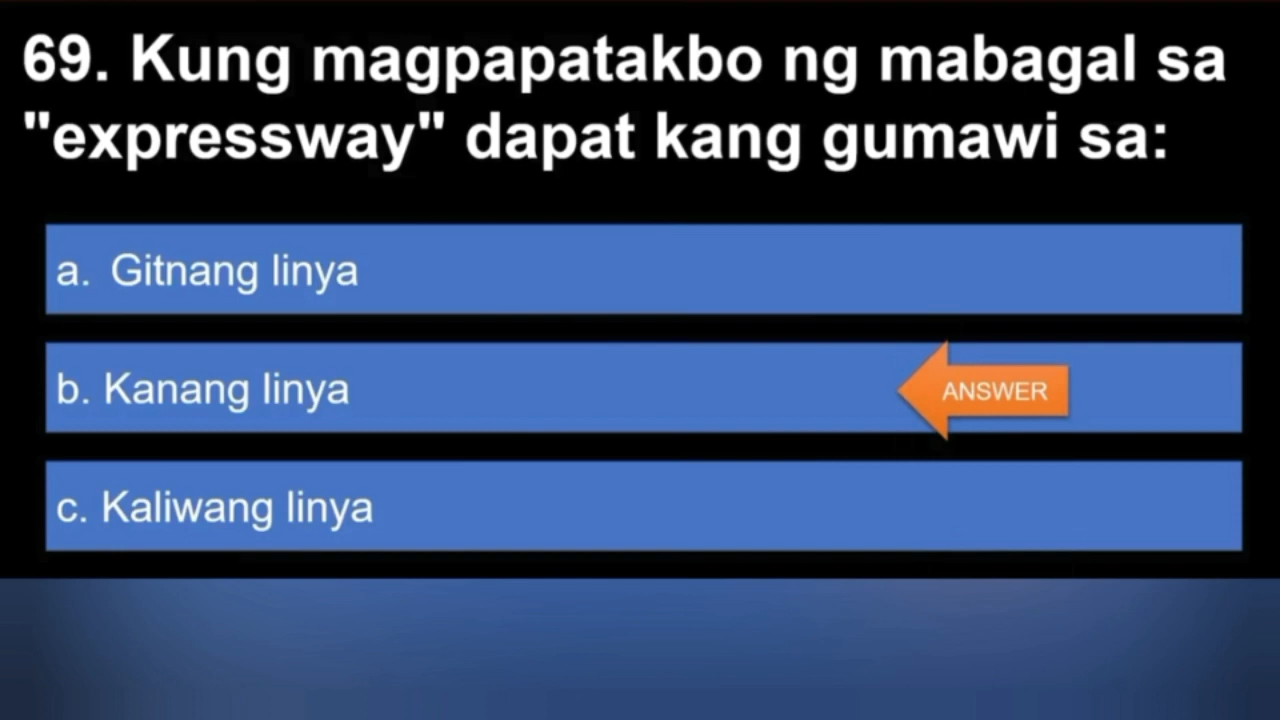 69. Kung magpapatakbo ng mabagal sa
"expressway" dapat kang gumawi sa:
a. Gitnang linya
b. Kanang linya
ANSWER
c. Kaliwang linya